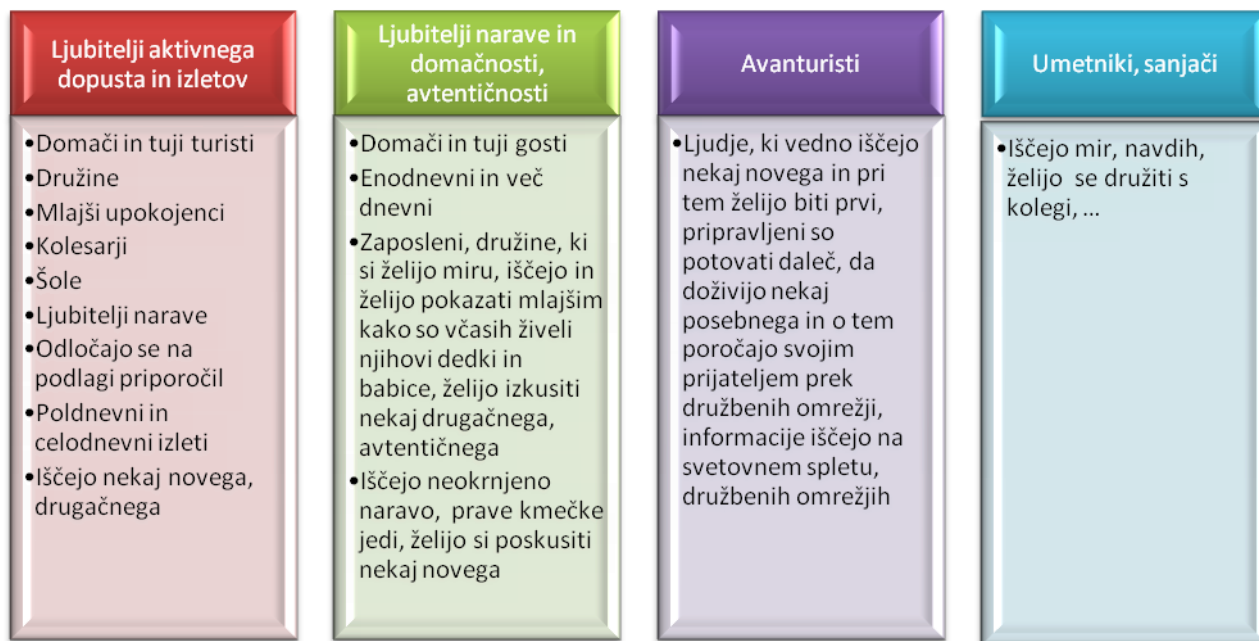 Ljubitelji aktivnega
dopusta in izletov
•Domači in tuji turisti
•Družine
•Mlajši upokojenci
•Kolesarji
•Šole
•Ljubitelji narave
•Odločajo se na
podlagi priporočil
•Poldnevni in
celodnevni izleti
•Iščejo nekaj novega,
drugačnega
Ljubitelji narave in
domačnosti,
avtentičnosti
•Domači in tuji gosti
•Enodnevni in več
dnevni
•Zaposleni, družine, ki
si želijo miru, iščejo in
želijo pokazati mlajšim
kako so včasih živeli
njihovi dedki in
babice, želijo izkusiti
nekaj drugačnega,
avtentičnega
•Iščejo neokrnjeno
naravo, prave kmečke
jedi, želijo si poskusiti
nekaj novega
Avanturisti
•Ljudje, ki vedno iščejo
nekaj novega in pri
tem želijo biti prvi,
pripravljeni so
potovati daleč, da
doživijo nekaj
posebnega in o tem
poročajo svojim
prijateljem prek
družbenih omrežji,
informacije iščejo na
svetovnem spletu,
družbenih omrežjih
Umetniki, sanjači
•Iščejo mir, navdih,
želijo se družiti s
kolegi, ...